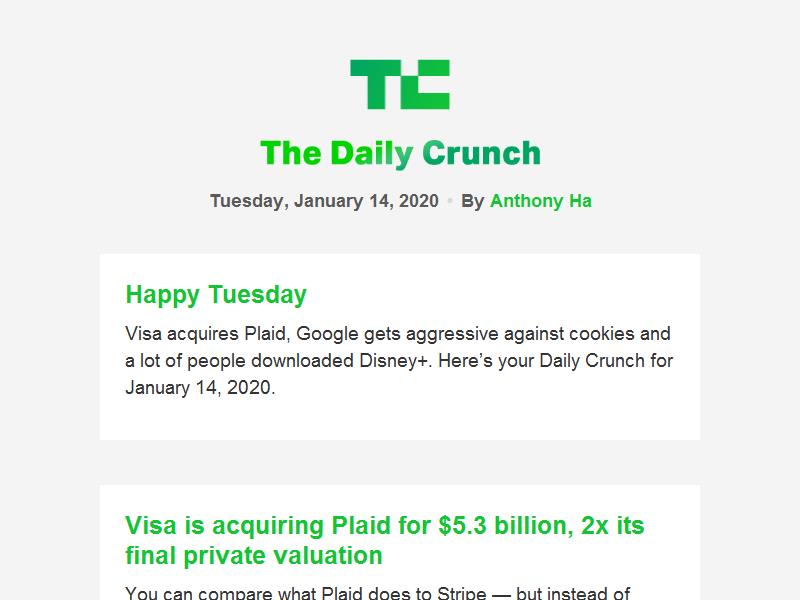 TC
The Daily Crunch
Tuesday, January 14, 2020 • By Anthony Ha
Happy Tuesday
Visa acquires Plaid, Google gets aggressive against cookies and
a lot of people downloaded Disney+. Here’s your Daily Crunch for
January 14, 2020.
Visa is acquiring Plaid for $5.3 billion, 2x its
final private valuation
You can compare what Plaid does to Stripe — but instead of